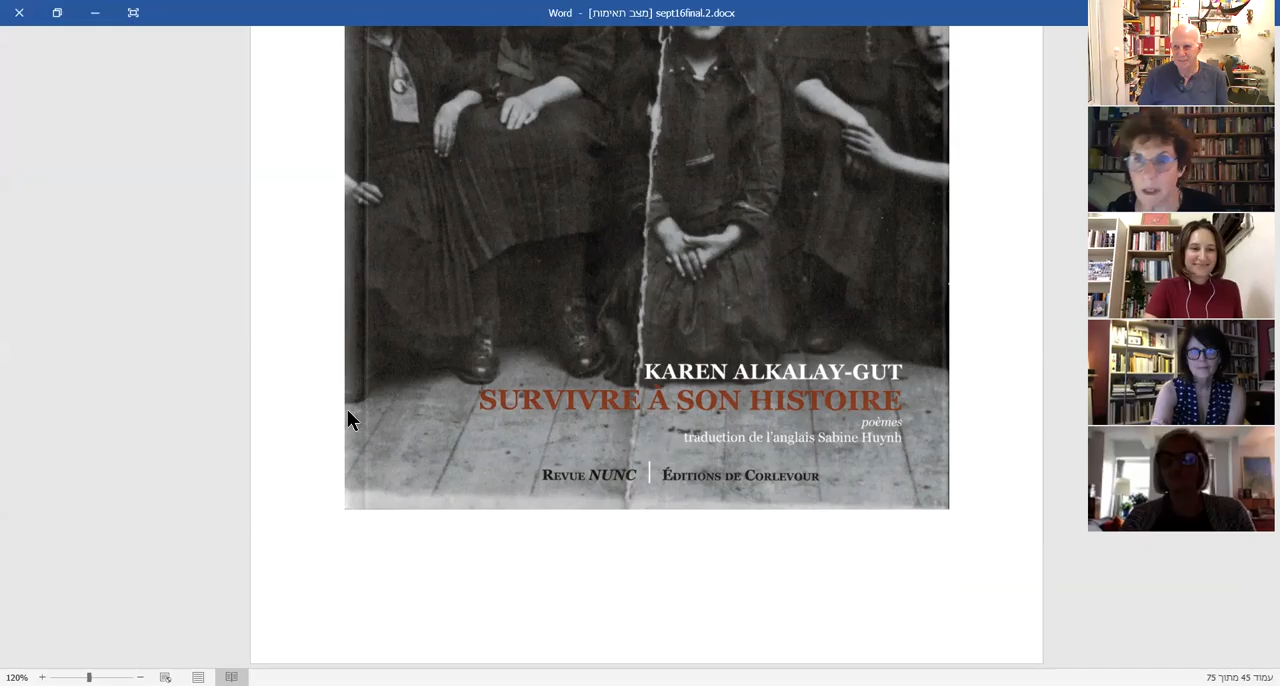 Word - [מצב תאימות] sept16final.2.docx
KAREN ALKALAY-GUT
SURVIVRE À SON HISTOIRE
poèmes
traduction de l'anglais Sabine Huynh
REVUE NUNC | ÉDITIONS DE CORLEVOUR
120%
עמוד 45 מתוך 75